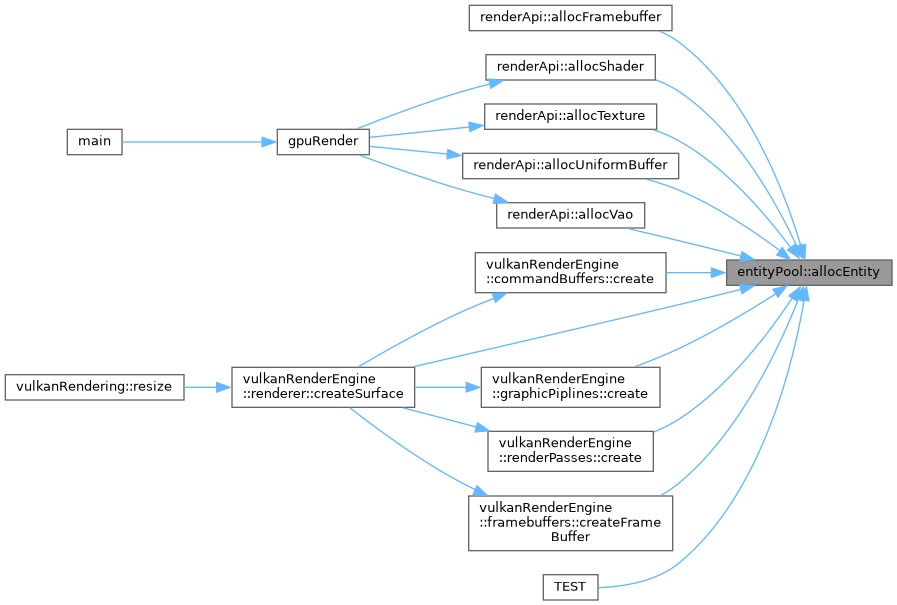 renderApi::allocFramebuffer
renderApi::allocShader
renderApi::allocTexture
main
gpuRender
renderApi::allocUniformBuffer
renderApi::allocVao
vulkanRenderEngine
::commandBuffers::create
entityPool::allocEntity
vulkanRendering::resize
vulkanRenderEngine
::renderer::createSurface
vulkanRenderEngine
::graphicPiplines::create
vulkanRenderEngine
::renderPasses::create
vulkanRenderEngine
::framebuffers::createFrame
Buffer
TEST